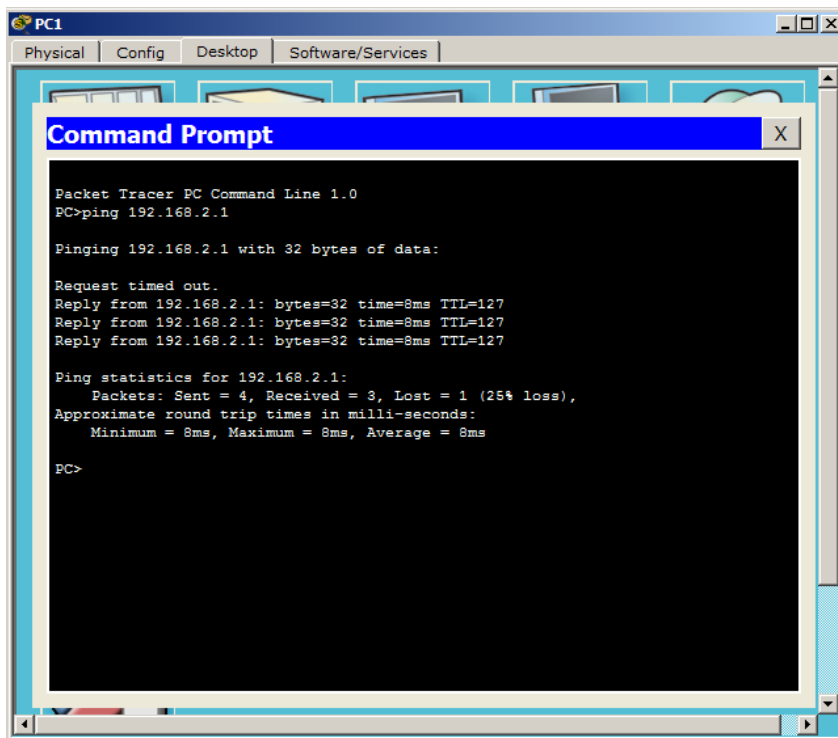 PC1
Physical Config Desktop Software/Services
Command Prompt X
Packet Tracer PC Command Line 1.0
PC>ping 192.168.2.1
Pinging 192.168.2.1 with 32 bytes of data:
Request timed out.
Reply from 192.168.2.1: bytes=32 time=8ms TTL=127
Reply from 192.168.2.1: bytes=32 time=8ms TTL=127
Reply from 192.168.2.1: bytes=32 time=8ms TTL=127
Ping statistics for 192.168.2.1:
Packets: Sent = 4, Received = 3, Lost = 1 (25% loss),
Approximate round trip times in milli-seconds:
Minimum = 8ms, Maximum = 8ms, Average = 8ms
PC>